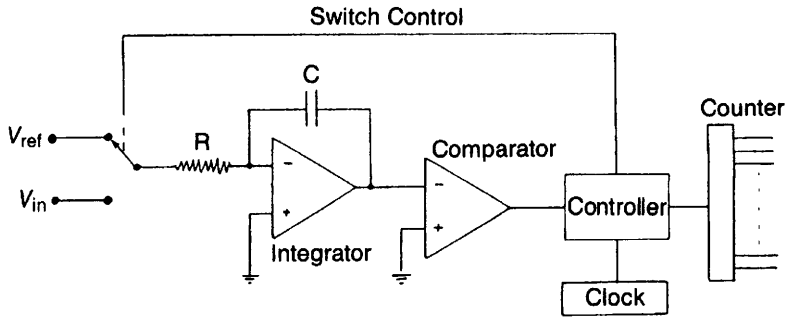 Switch Control
C
Counter
V_ref
R
Comparator
−
−
Controller
V_in
+
+
Integrator
Clock